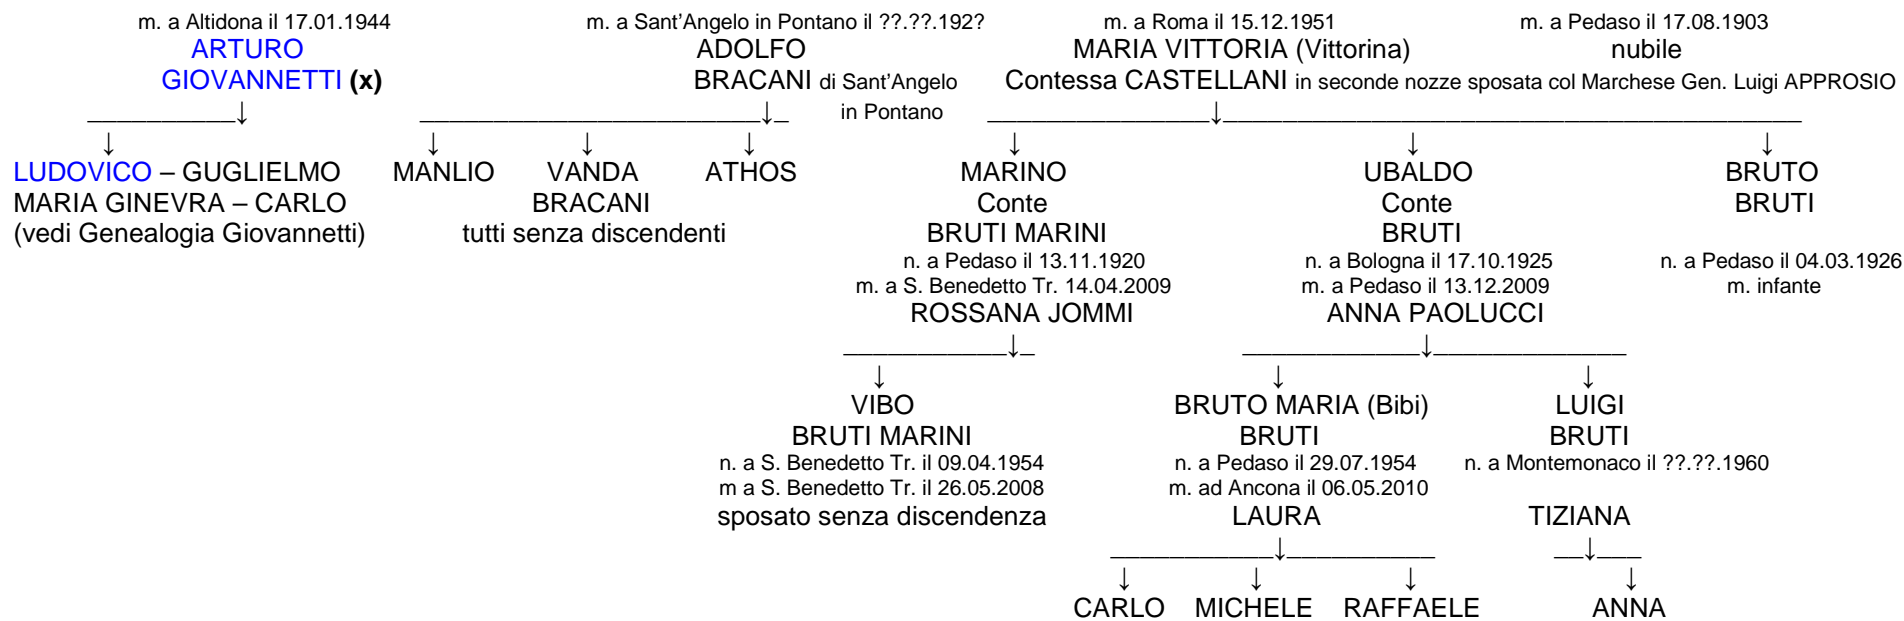 m. a Altidona il 17.01.1944 m. a Sant'Angelo in Pontano il ??.??.192? m. a Roma il 15.12.1951 m. a Pedaso il 17.08.1903
ARTURO ADOLFO MARIA VITTORIA (Vittorina) nubile
GIOVANNETTI (x) BRACANI di Sant'Angelo Contessa CASTELLANI in seconde nozze sposata col Marchese Gen. Luigi APPROSIO
in Pontano
LUDOVICO – GUGLIELMO MANLIO VANDA ATHOS MARINO UBALDO BRUTO
MARIA GINEVRA – CARLO BRACANI Conte Conte BRUTI
(vedi Genealogia Giovannetti) tutti senza discendenti BRUTI MARINI BRUTI
n. a Pedaso il 13.11.1920 n. a Bologna il 17.10.1925 n. a Pedaso il 04.03.1926
m. a S. Benedetto Tr. 14.04.2009 m. a Pedaso il 13.12.2009 m. infante
ROSSANA JOMMI ANNA PAOLUCCI
VIBO BRUTO MARIA (Bibi) LUIGI
BRUTI MARINI BRUTI BRUTI
n. a S. Benedetto Tr. il 09.04.1954 n. a Pedaso il 29.07.1954 n. a Montemonaco il ??.??.1960
m a S. Benedetto Tr. il 26.05.2008 m. ad Ancona il 06.05.2010
sposato senza discendenza LAURA TIZIANA
CARLO MICHELE RAFFAELE ANNA